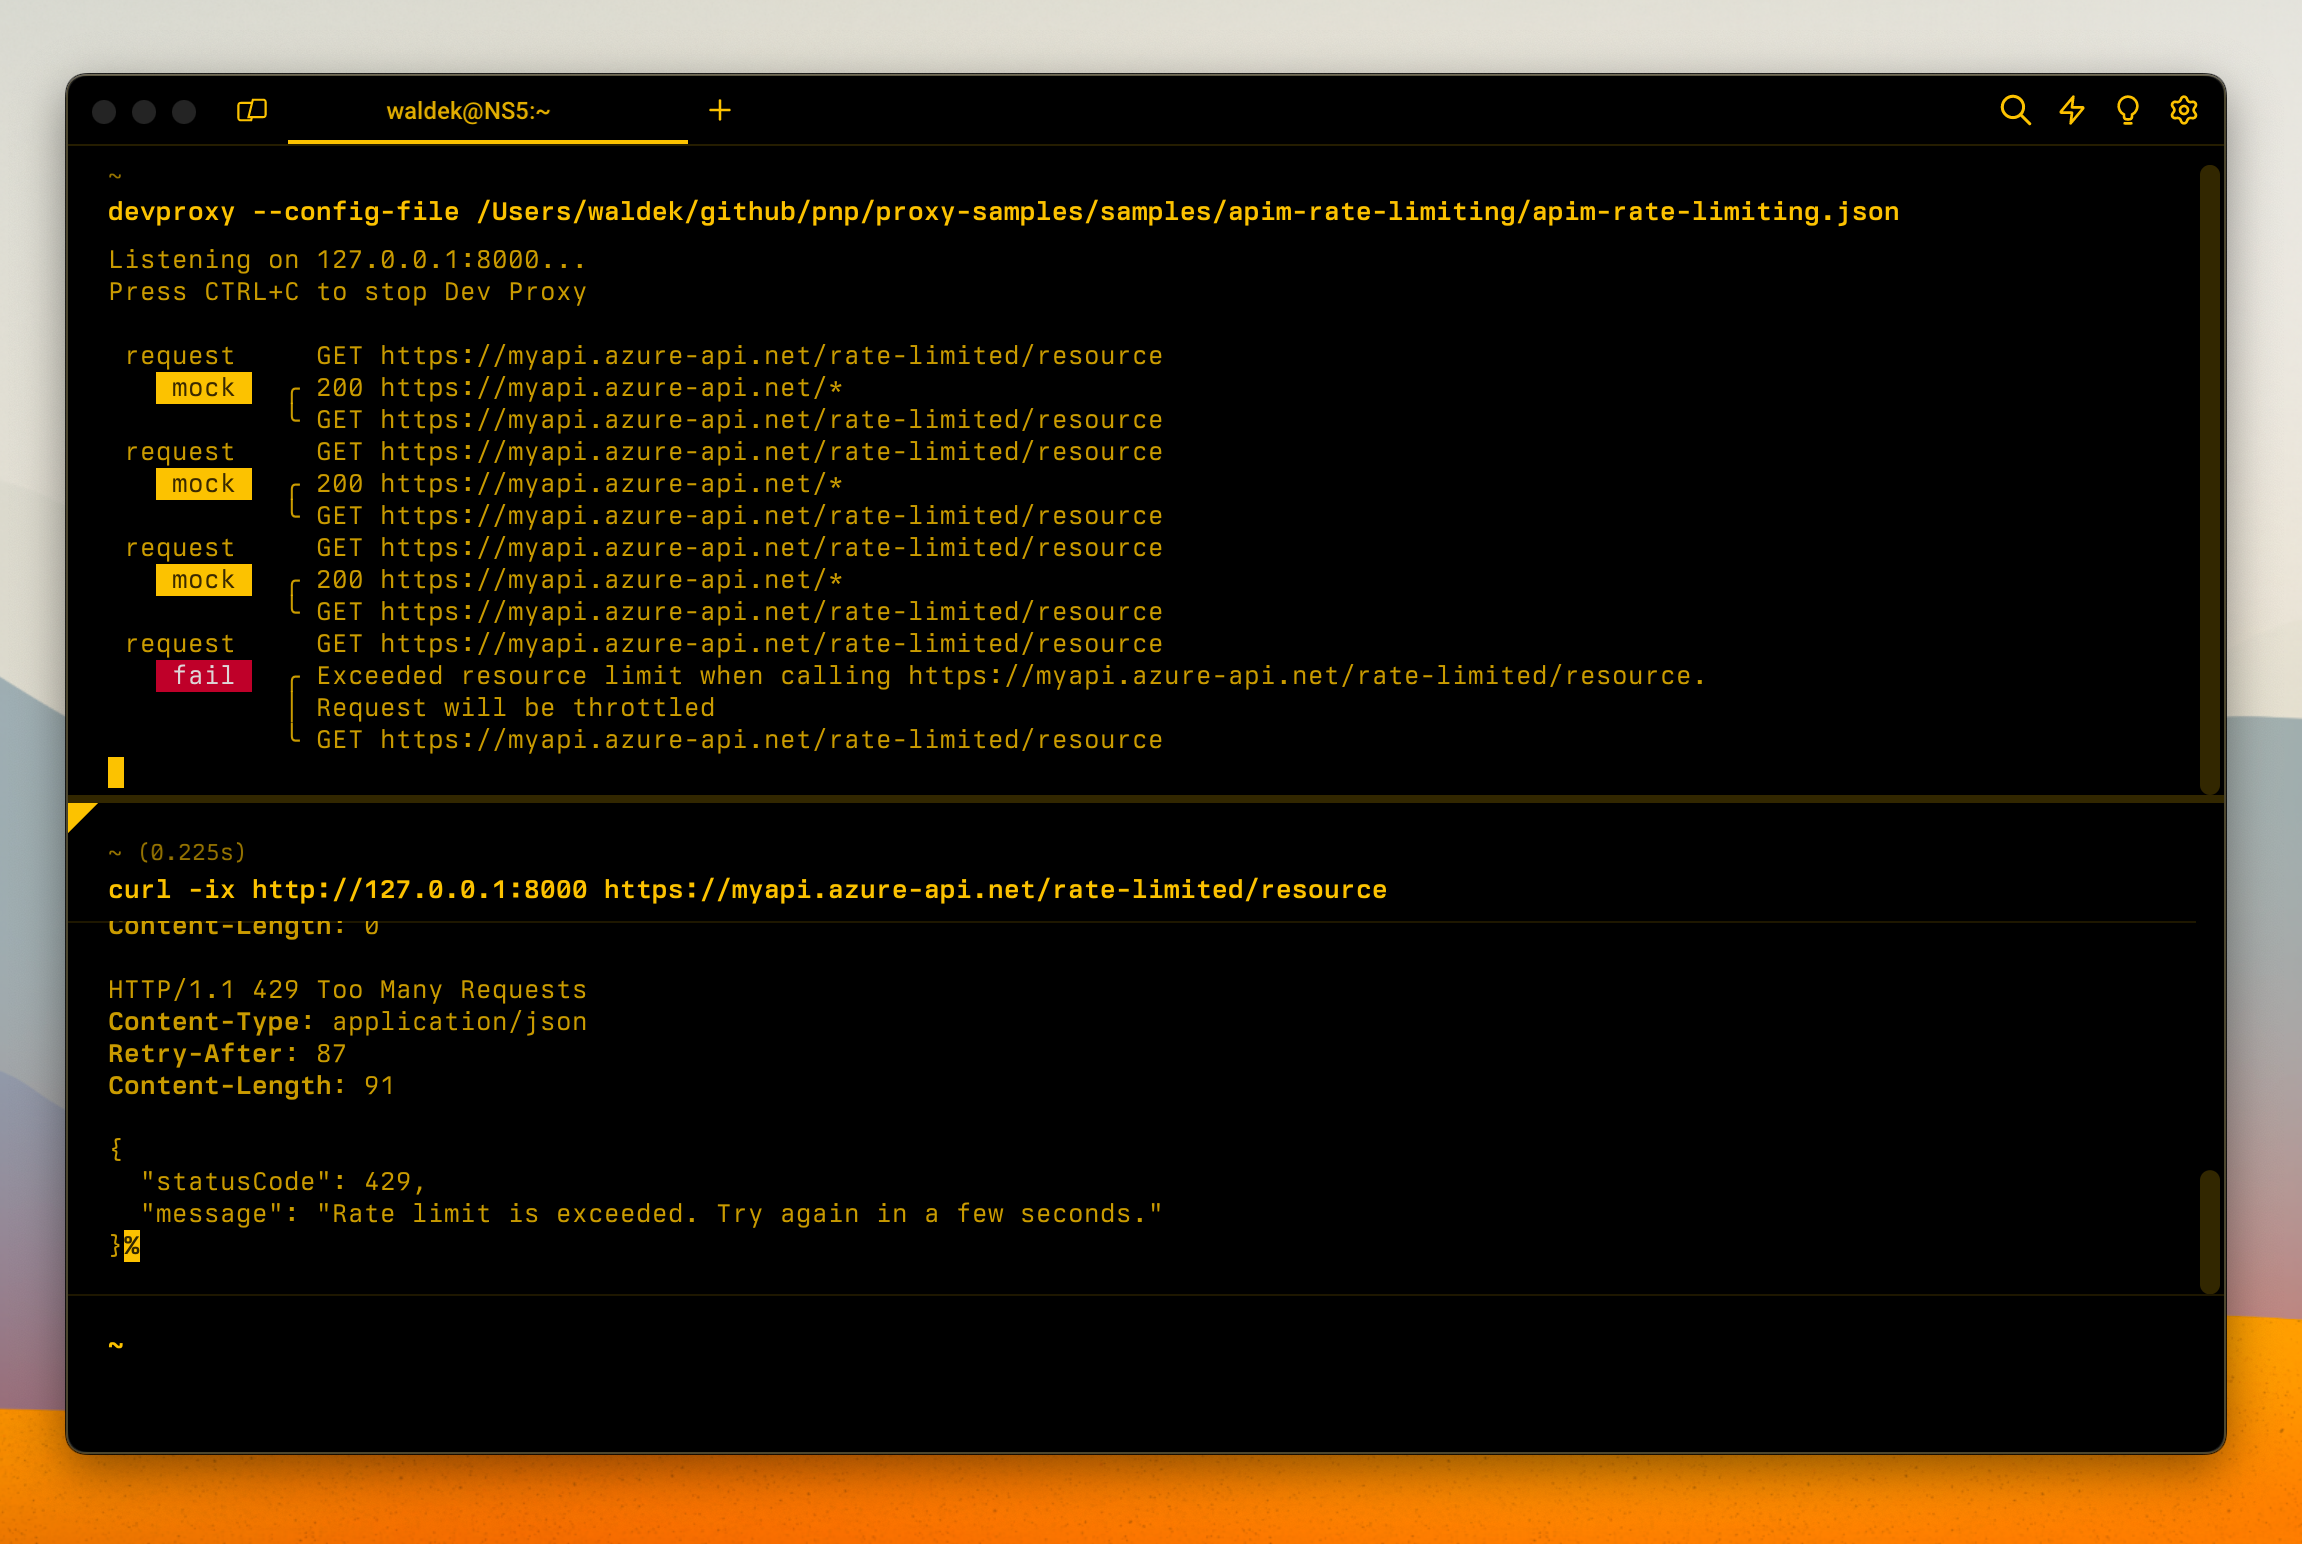 waldek@NS5:~
~
devproxy --config-file /Users/waldek/github/pnp/proxy-samples/samples/apim-rate-limiting/apim-rate-limiting.json
Listening on 127.0.0.1:8000...
Press CTRL+C to stop Dev Proxy
request GET https://myapi.azure-api.net/rate-limited/resource
mock 200 https://myapi.azure-api.net/*
GET https://myapi.azure-api.net/rate-limited/resource
request GET https://myapi.azure-api.net/rate-limited/resource
mock 200 https://myapi.azure-api.net/*
GET https://myapi.azure-api.net/rate-limited/resource
request GET https://myapi.azure-api.net/rate-limited/resource
mock 200 https://myapi.azure-api.net/*
GET https://myapi.azure-api.net/rate-limited/resource
request GET https://myapi.azure-api.net/rate-limited/resource
fail Exceeded resource limit when calling https://myapi.azure-api.net/rate-limited/resource.
Request will be throttled
GET https://myapi.azure-api.net/rate-limited/resource
~ (0.225s)
curl -ix http://127.0.0.1:8000 https://myapi.azure-api.net/rate-limited/resource
Content-Length: 0
HTTP/1.1 429 Too Many Requests
Content-Type: application/json
Retry-After: 87
Content-Length: 91
{
"statusCode": 429,
"message": "Rate limit is exceeded. Try again in a few seconds."
}%
~